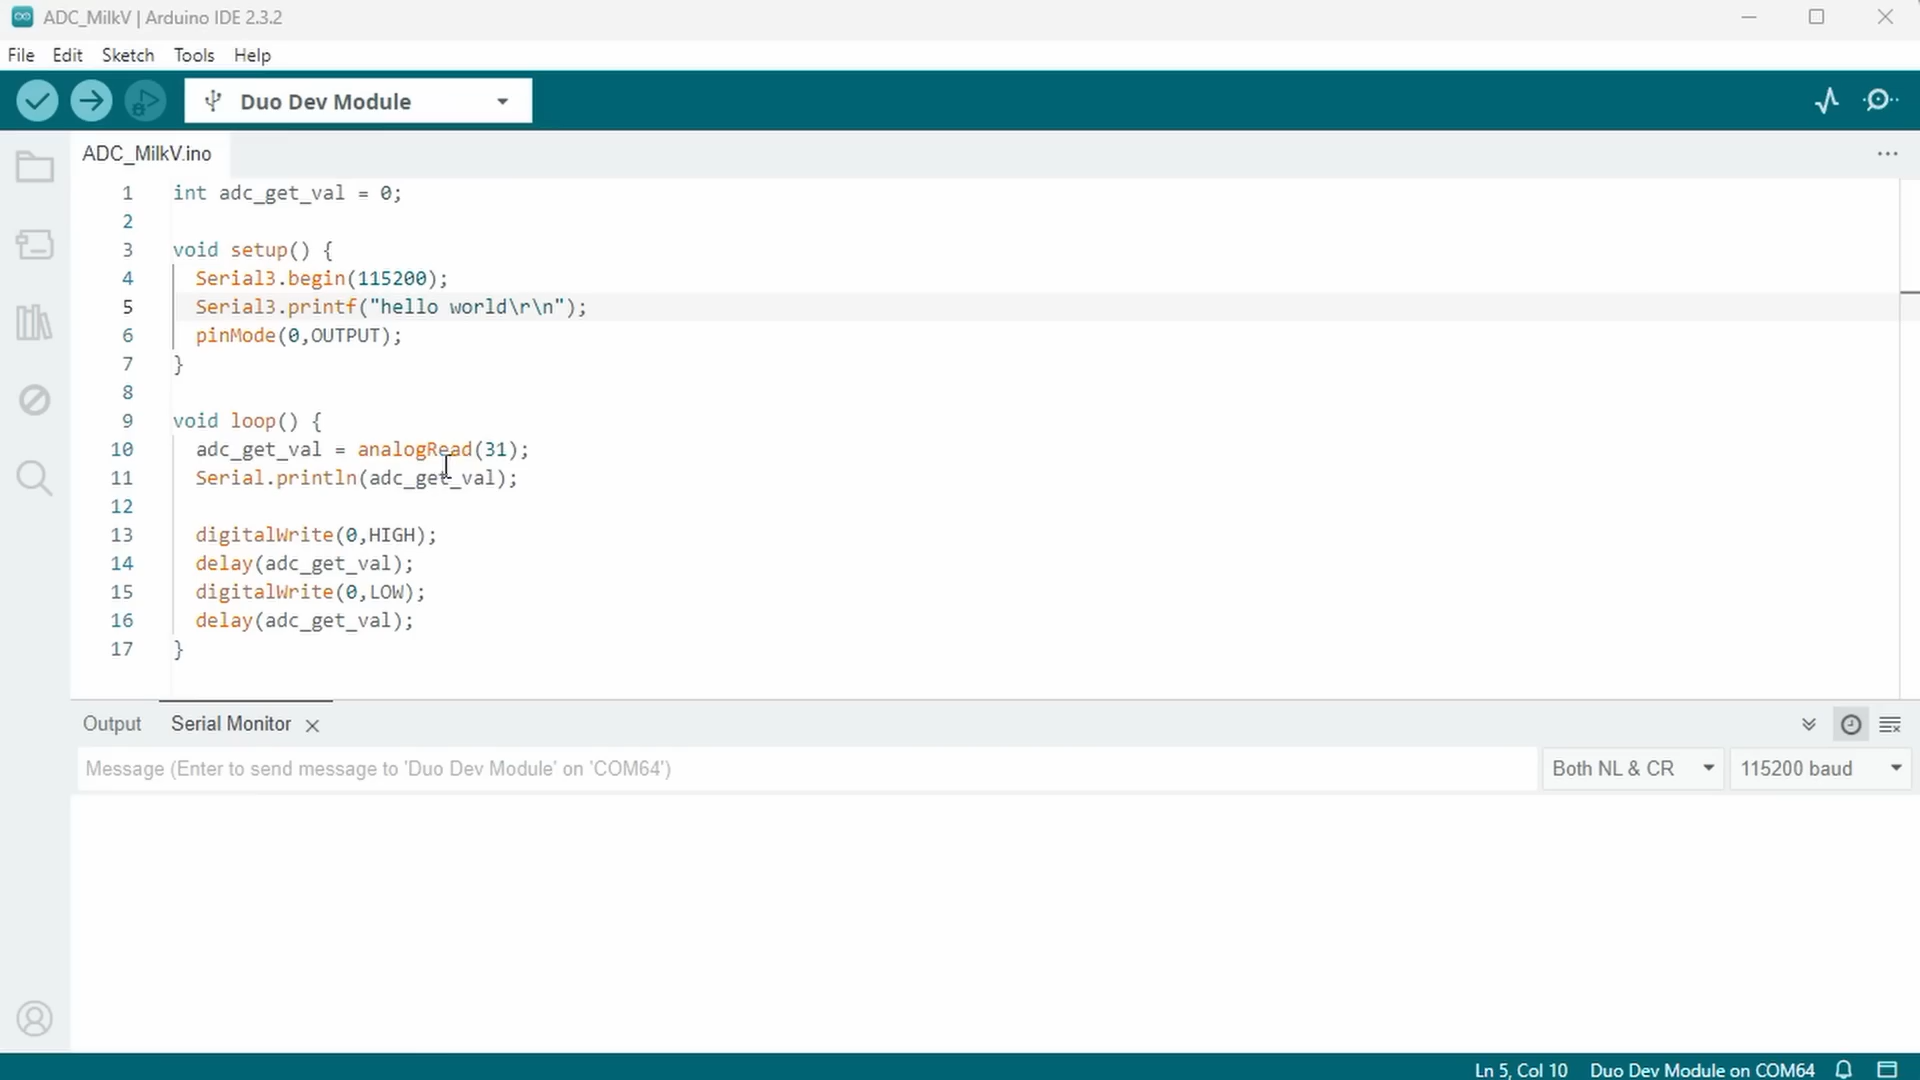 ADC_MilkV | Arduino IDE 2.3.2
File Edit Sketch Tools Help
Duo Dev Module
ADC_MilkV.ino
1 int adc_get_val = 0;
2
3 void setup() {
4 Serial3.begin(115200);
5 Serial3.printf("hello world\r\n");
6 pinMode(0,OUTPUT);
7 }
8
9 void loop() {
10 adc_get_val = analogRead(31);
11 Serial.println(adc_get_val);
12
13 digitalWrite(0,HIGH);
14 delay(adc_get_val);
15 digitalWrite(0,LOW);
16 delay(adc_get_val);
17 }
Output Serial Monitor
Message (Enter to send message to 'Duo Dev Module' on 'COM64') Both NL & CR 115200 baud
Ln 5, Col 10 Duo Dev Module on COM64